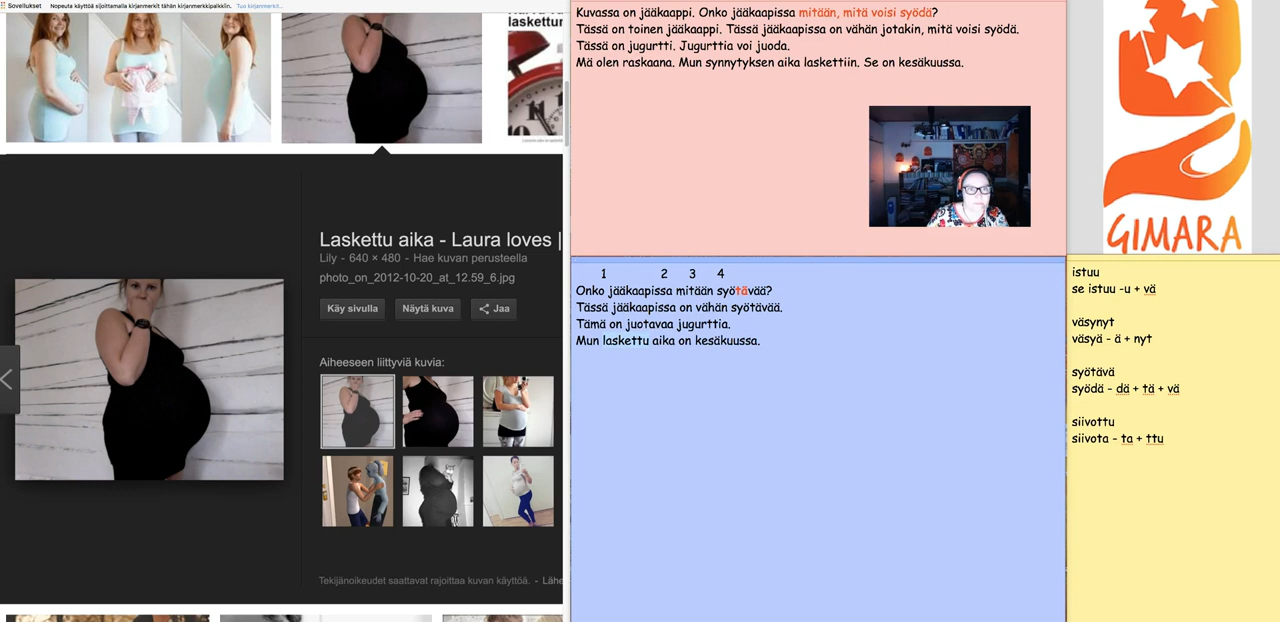 Sovellukset Nopeuta käyttöä sijoittamalla kirjanmerkit tähän kirjanmerkkipalkkiin. Tuo kirjanmerkit...
laskettur
Laskettu aika - Laura loves |
Lily - 640 × 480 - Hae kuvan perusteella
photo_on_2012-10-20_at_12.59_6.jpg
Käy sivulla Näytä kuva Jaa
Aiheeseen liittyviä kuvia:
Tekijänoikeudet saattavat rajoittaa kuvan käyttöä. - Lähe
Kuvassa on jääkaappi. Onko jääkaapissa mitään, mitä voisi syödä?
Tässä on toinen jääkaappi. Tässä jääkaapissa on vähän jotakin, mitä voisi syödä.
Tässä on jugurtti. Jugurttia voi juoda.
Mä olen raskaana. Mun synnytyksen aika laskettiin. Se on kesäkuussa.
1 2 3 4
Onko jääkaapissa mitään syötävää?
Tässä jääkaapissa on vähän syötävää.
Tämä on juotavaa jugurttia.
Mun laskettu aika on kesäkuussa.
GIMARA
istuu
se istuu -u + vä
väsynyt
väsyä - ä + nyt
syötävä
syödä - dä + tä + vä
siivottu
siivota - ta + ttu